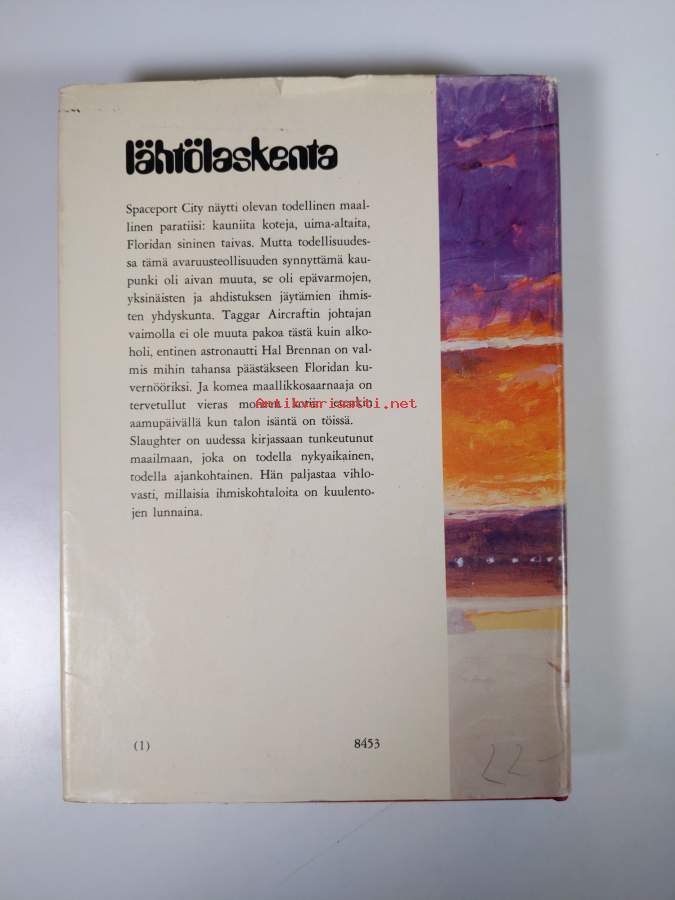 lähtölaskenta
Spaceport City näytti olevan todellinen maal-
linen paratiisi: kauniita koteja, uima-altaita,
Floridan sininen taivas. Mutta todellisuudes-
sa tämä avaruusteollisuuden synnyttämä kau-
punki oli aivan muuta, se oli epävarmojen,
yksinäisten ja ahdistuksen jäytämien ihmis-
ten yhdyskunta. Taggar Aircraftin johtajan
vaimolla ei ole muuta pakoa tästä kuin alko-
holi, entinen astronautti Hal Brennan on val-
mis mihin tahansa päästäkseen Floridan ku-
vernööriksi. Ja komea maallikkosaarnaaja on
tervetullut vieras
Antikvariaatti.net
aamupäivällä kun talon isäntä on töissä.
Slaughter on uudessa kirjassaan tunkeutunut
maailmaan, joka on todella nykyaikainen,
todella ajankohtainen. Hän paljastaa vihlo-
vasti, millaisia ihmiskohtaloita on kuulento-
jen lunnaina.
(1) 8453
22-